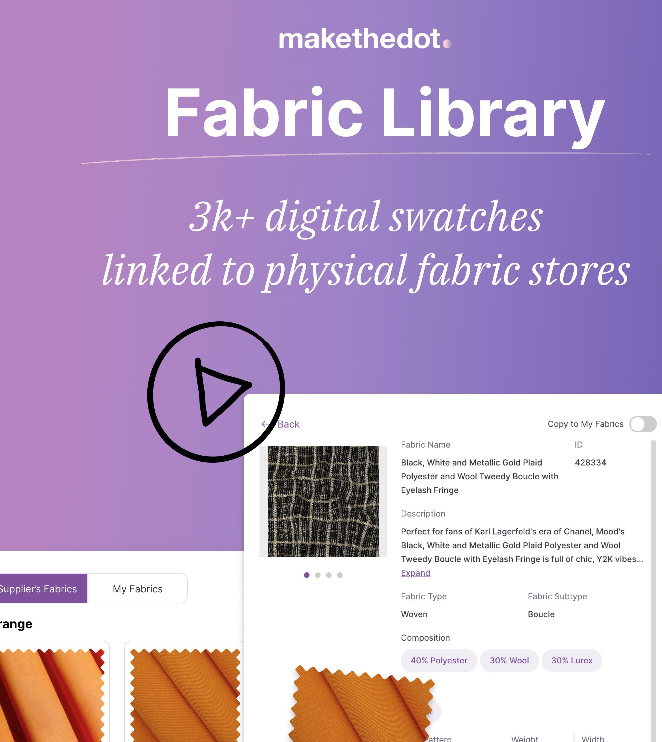 makethedot
Fabric Library
3k+ digital swatches
linked to physical fabric stores
← Back
Copy to My Fabrics
Fabric Name
ID
Black, White and Metallic Gold Plaid
Polyester and Wool Tweedy Boucle with
Eyelash Fringe
428334
Description
Perfect for fans of Karl Lagerfeld's era of Chanel, Mood's
Black, White and Metallic Gold Plaid Polyester and Wool
Tweedy Boucle with Eyelash Fringe is full of chic, Y2K vibes...
Expand
Fabric Type
Fabric Subtype
Woven
Boucle
Composition
40% Polyester
30% Wool
30% Lurex
Weight
Width
Supplier's Fabrics
My Fabrics